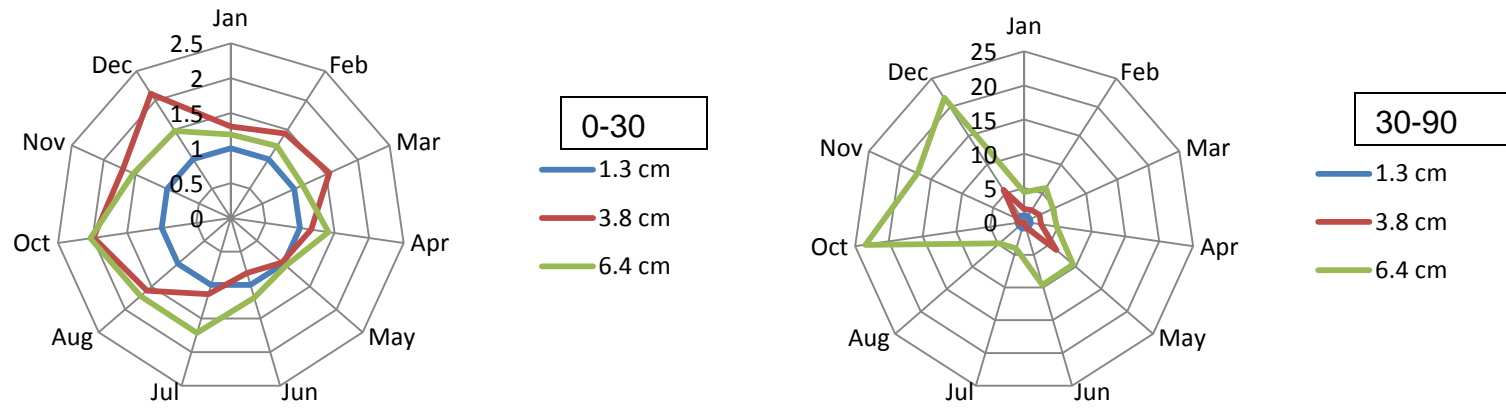 Jan
Feb
Mar
Apr
May
Jun
Jul
Aug
Oct
Nov
Dec
2.5
2
1.5
1
0.5
0
0-30
1.3 cm
3.8 cm
6.4 cm
Jan
Feb
Mar
Apr
May
Jun
Jul
Aug
Oct
Nov
Dec
25
20
15
10
5
0
30-90
1.3 cm
3.8 cm
6.4 cm